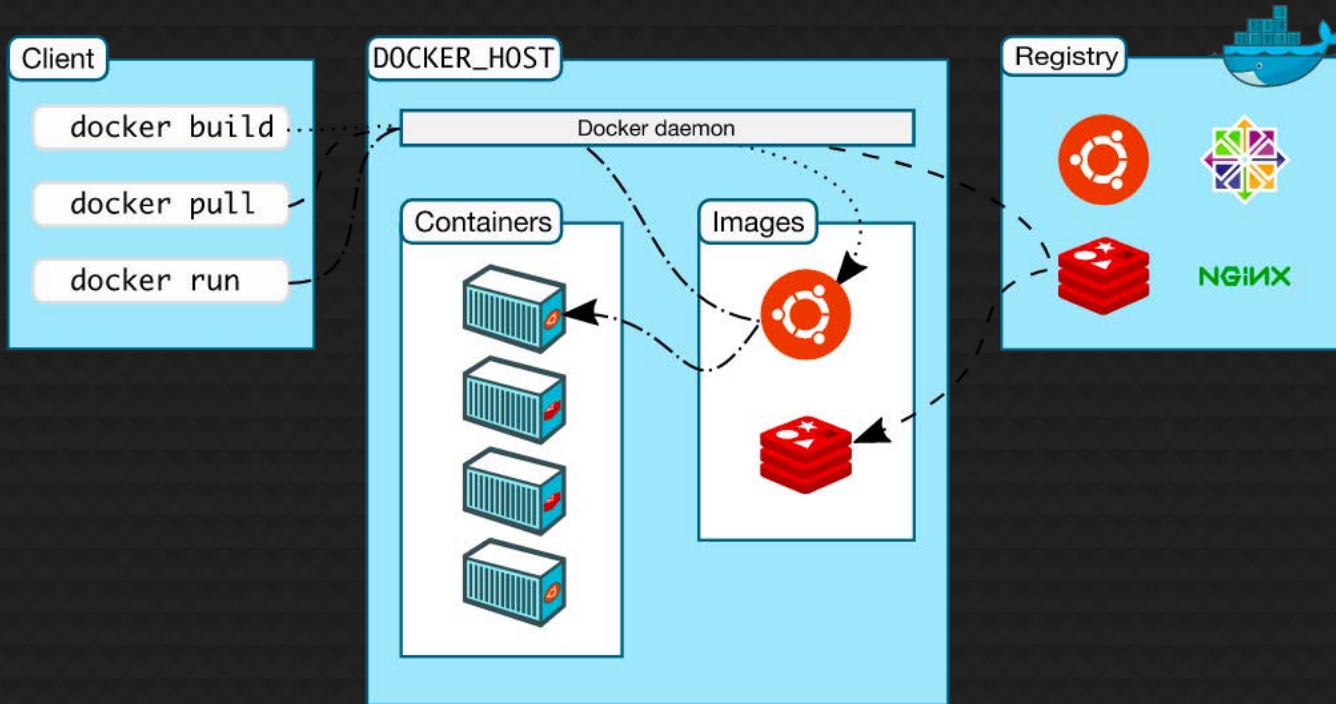 Client
docker build
docker pull
docker run
DOCKER_HOST
Docker daemon
Containers
Images
Registry
NGiNX